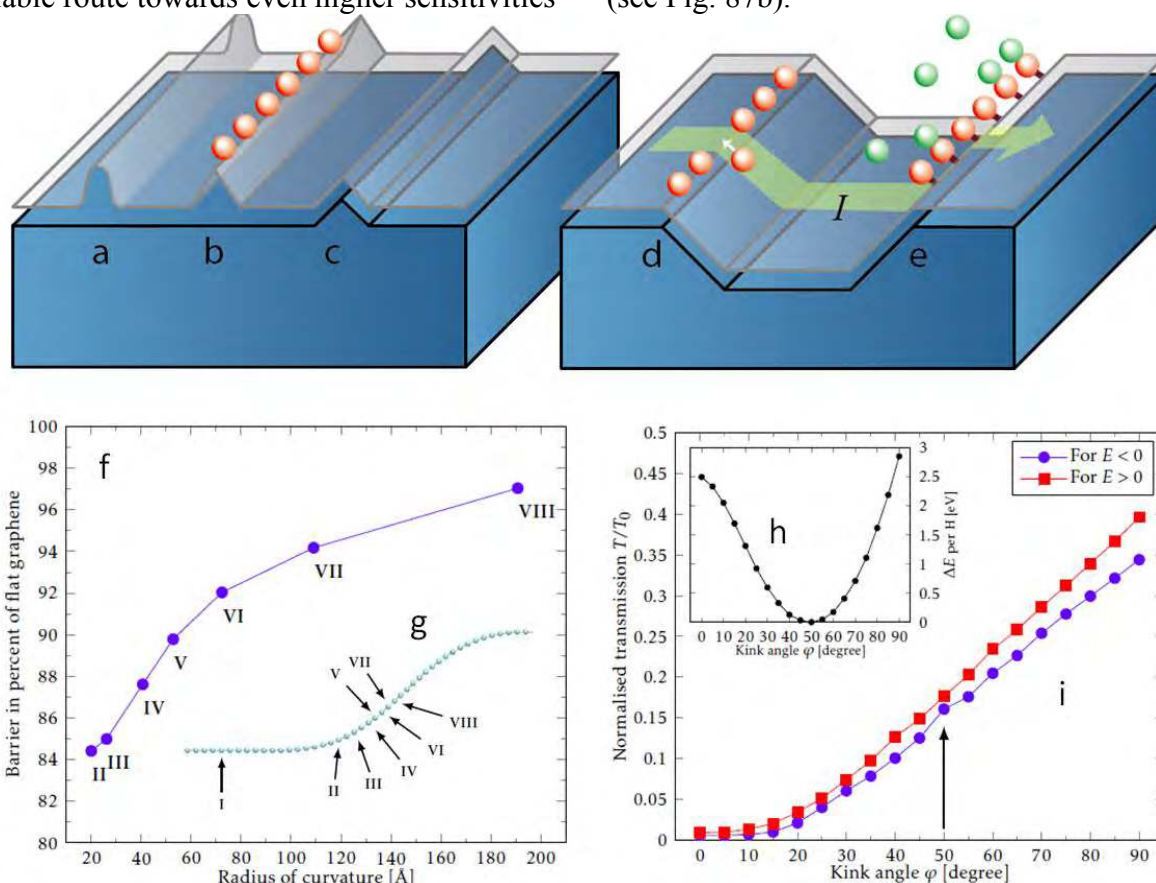 able route towards even higher sensitivities
(see Fig. 87b).
a
b
c
d
e
I
f
g
h
i
100
98
96
94
92
90
88
86
84
82
80
Barrier in percent of flat graphene
20 40 60 80 100 120 140 160 180 200
Radius of curvature [Å]
II
III
IV
V
VI
VII
VIII
I
II
III
IV
V
VI
VII
VIII
0.5
0.45
0.4
0.35
0.3
0.25
0.2
0.15
0.1
0.05
0
Normalised transmission T/T0
0 10 20 30 40 50 60 70 80 90
Kink angle φ [degree]
For E < 0
For E > 0
3
2.5
2
1.5
1
0.5
0
ΔE per H [eV]
0 10 20 30 40 50 60 70 80 90
Kink angle φ [degree]